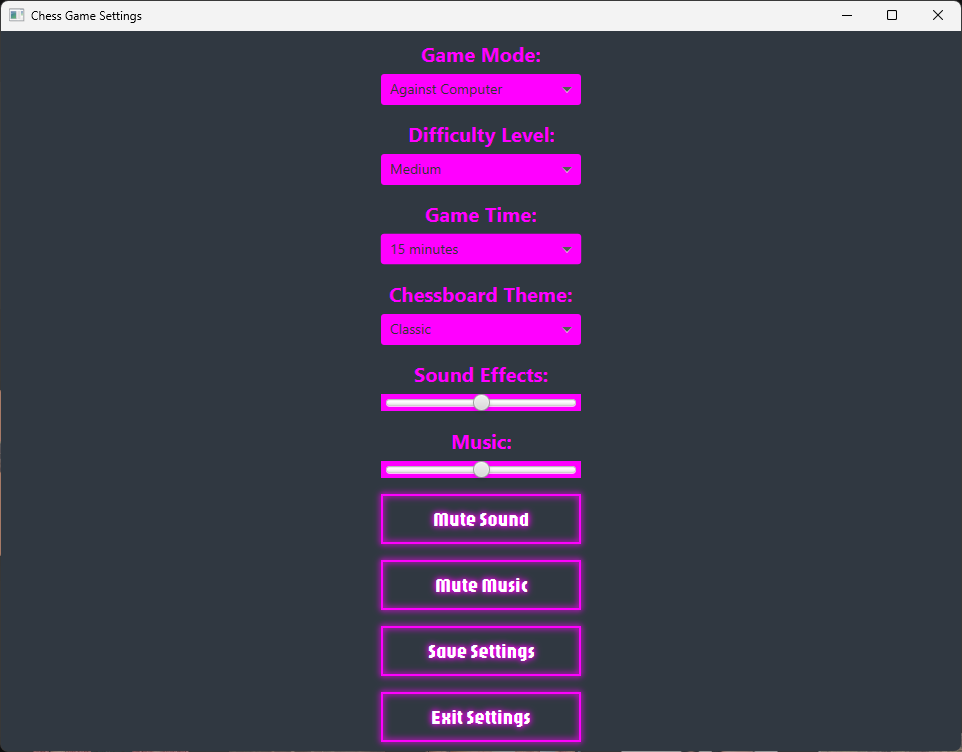 Chess Game Settings
Game Mode:
Against Computer
Difficulty Level:
Medium
Game Time:
15 minutes
Chessboard Theme:
Classic
Sound Effects:
Music:
Mute Sound
Mute Music
Save Settings
Exit Settings